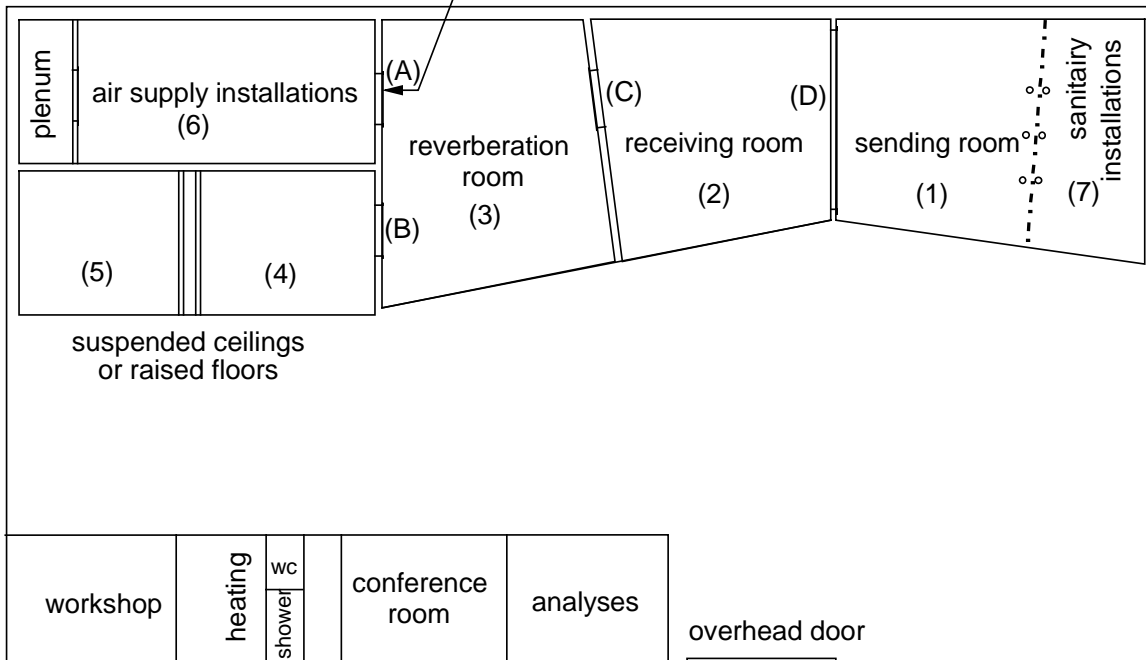 plenum
air supply installations
(6)
(A)
reverberation
room
(3)
(B)
(C)
receiving room
(2)
(D)
sending room
(1)
sanitairy
installations
(7)
(5)
(4)
suspended ceilings
or raised floors
workshop
heating
wc
shower
conference
room
analyses
overhead door